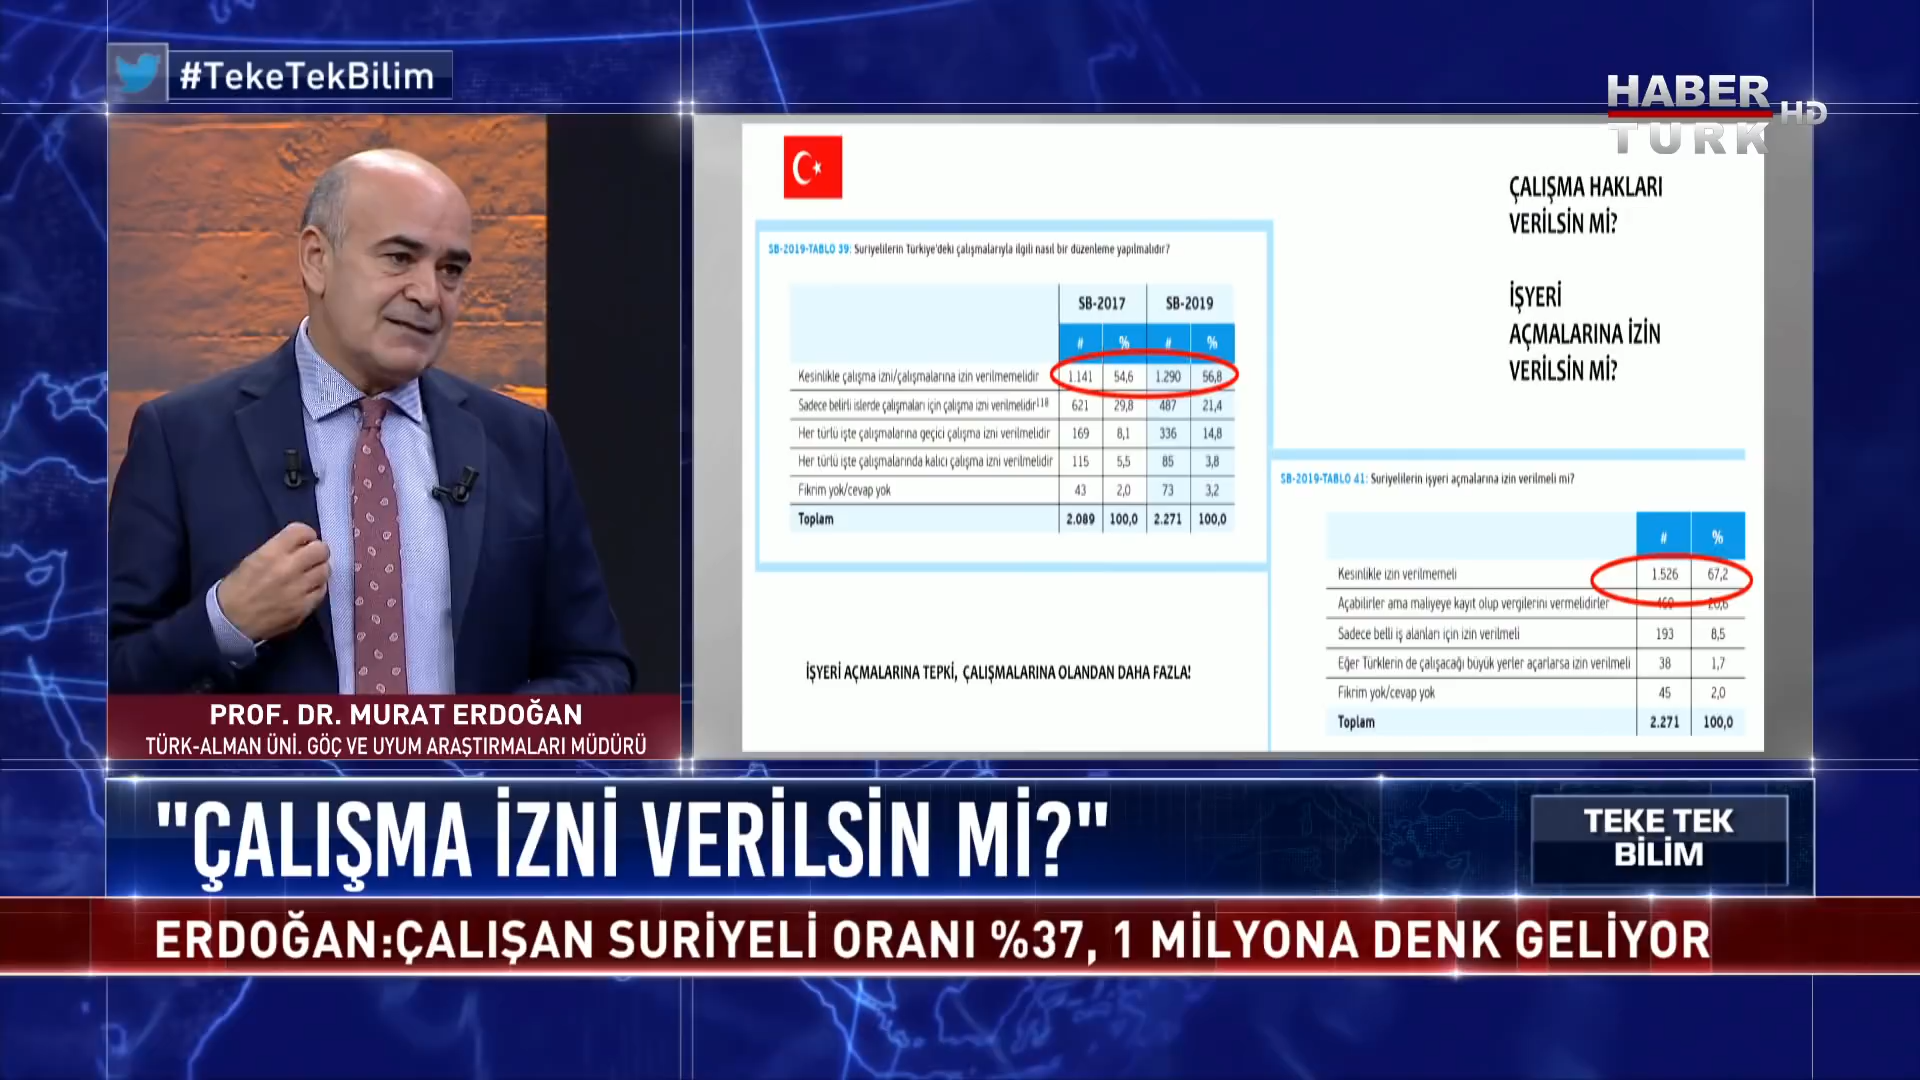 #TekeTekBilim
HABER
TÜRK HD
ÇALIŞMA HAKLARI
VERİLSİN Mİ?
İŞYERİ
AÇMALARINA İZİN
VERİLSİN Mİ?
SB-2019-TABLO 39: Suriyelilerin Türkiye'deki çalışmalarıyla ilgili nasıl bir düzenleme yapılmalıdır?
SB-2017 SB-2019
# % # %
Kesinlikle çalışma izni/çalışmalarına izin verilmemelidir 1.141 54,6 1.290 56,8
Sadece belirli işlerde çalışmaları için çalışma izni verilmelidir118 621 29,8 487 21,4
Her türlü işte çalışmalarına geçici çalışma izni verilmelidir 169 8,1 336 14,8
Her türlü işte çalışmalarında kalıcı çalışma izni verilmelidir 115 5,5 85 3,8
Fikrim yok/cevap yok 43 2,0 73 3,2
Toplam 2.089 100,0 2.271 100,0
SB-2019-TABLO 41: Suriyelilerin işyeri açmalarına izin verilmeli mi?
# %
Kesinlikle izin verilmemeli 1.526 67,2
Açabilirler ama maliyeye kayıt olup vergilerini vermelidirler 20,6
Sadece belli iş alanları için izin verilmeli 193 8,5
Eğer Türklerin de çalışacağı büyük yerler açarlarsa izin verilmeli 38 1,7
Fikrim yok/cevap yok 45 2,0
Toplam 2.271 100,0
İŞYERİ AÇMALARINA TEPKİ, ÇALIŞMALARINA OLANDAN DAHA FAZLA!
PROF. DR. MURAT ERDOĞAN
TÜRK-ALMAN ÜNİ. GÖÇ VE UYUM ARAŞTIRMALARI MÜDÜRÜ
"ÇALIŞMA İZNİ VERİLSİN Mİ?"
TEKE TEK
BİLİM
ERDOĞAN:ÇALIŞAN SURİYELİ ORANI %37, 1 MİLYONA DENK GELİYOR